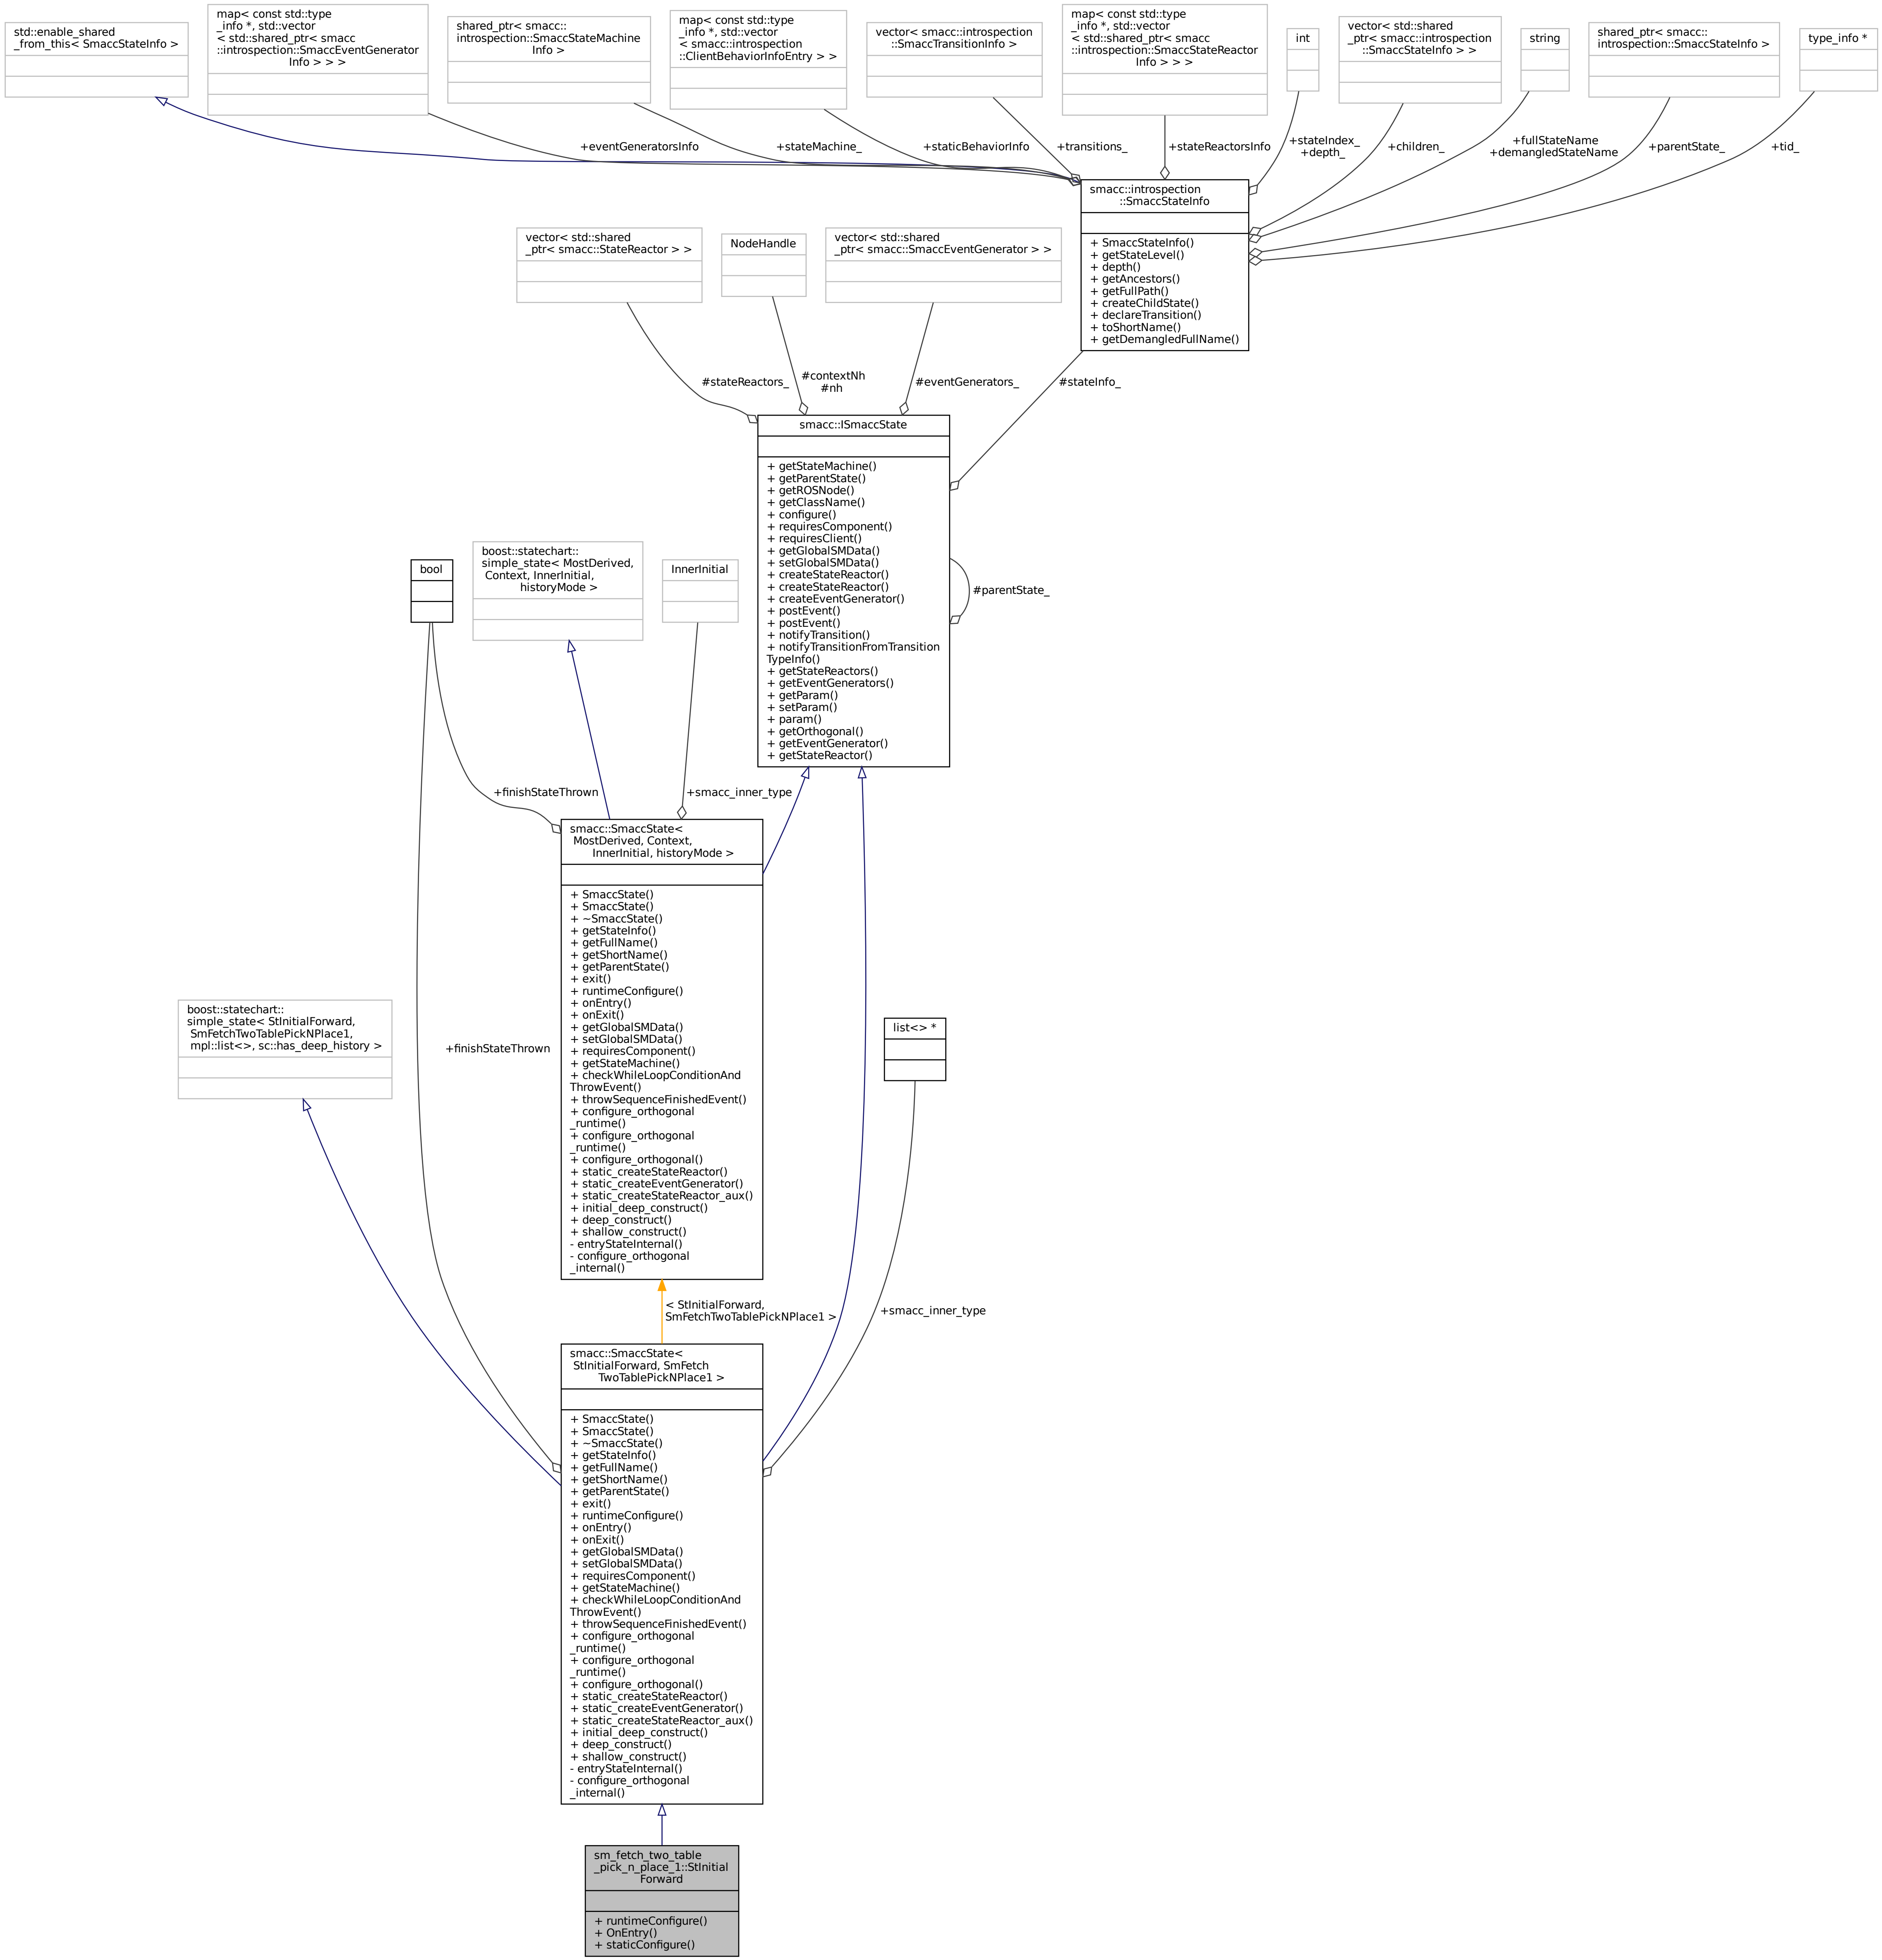 std::enable_shared
_from_this< SmaccStateInfo >
map< const std::type
_info *, std::vector
< std::shared_ptr< smacc
::introspection::SmaccEventGenerator
Info > > >
shared_ptr< smacc::
introspection::SmaccStateMachine
Info >
map< const std::type
_info *, std::vector
< smacc::introspection
::ClientBehaviorInfoEntry > >
vector< smacc::introspection
::SmaccTransitionInfo >
map< const std::type
_info *, std::vector
< std::shared_ptr< smacc
::introspection::SmaccStateReactor
Info > > >
int
vector< std::shared
_ptr< smacc::introspection
::SmaccStateInfo > >
string
shared_ptr< smacc::
introspection::SmaccStateInfo >
type_info *
+eventGeneratorsInfo
+stateMachine_
+staticBehaviorInfo
+transitions_
+stateReactorsInfo
+stateIndex_
+depth_
+children_
+fullStateName
+demangledStateName
+parentState_
+tid_
smacc::introspection
::SmaccStateInfo
+ SmaccStateInfo()
+ getStateLevel()
+ depth()
+ getAncestors()
+ getFullPath()
+ createChildState()
+ declareTransition()
+ toShortName()
+ getDemangledFullName()
vector< std::shared
_ptr< smacc::StateReactor > >
NodeHandle
vector< std::shared
_ptr< smacc::SmaccEventGenerator > >
#stateReactors_
#contextNh
#nh
#eventGenerators_
#stateInfo_
smacc::ISmaccState
+ getStateMachine()
+ getParentState()
+ getROSNode()
+ getClassName()
+ configure()
+ requiresComponent()
+ requiresClient()
+ getGlobalSMData()
+ setGlobalSMData()
+ createStateReactor()
+ createStateReactor()
+ createEventGenerator()
+ postEvent()
+ postEvent()
+ notifyTransition()
+ notifyTransitionFromTransition
TypeInfo()
+ getStateReactors()
+ getEventGenerators()
+ getParam()
+ setParam()
+ param()
+ getOrthogonal()
+ getEventGenerator()
+ getStateReactor()
#parentState_
bool
boost::statechart::
simple_state< MostDerived,
Context, InnerInitial,
historyMode >
InnerInitial
+finishStateThrown
+smacc_inner_type
smacc::SmaccState<
MostDerived, Context,
InnerInitial, historyMode >
+ SmaccState()
+ SmaccState()
+ ~SmaccState()
+ getStateInfo()
+ getFullName()
+ getShortName()
+ getParentState()
+ exit()
+ runtimeConfigure()
+ onEntry()
+ onExit()
+ getGlobalSMData()
+ setGlobalSMData()
+ requiresComponent()
+ getStateMachine()
+ checkWhileLoopConditionAnd
ThrowEvent()
+ throwSequenceFinishedEvent()
+ configure_orthogonal
_runtime()
+ configure_orthogonal
_runtime()
+ configure_orthogonal()
+ static_createStateReactor()
+ static_createEventGenerator()
+ static_createStateReactor_aux()
+ initial_deep_construct()
+ deep_construct()
+ shallow_construct()
- entryStateInternal()
- configure_orthogonal
_internal()
boost::statechart::
simple_state< StInitialForward,
SmFetchTwoTablePickNPlace1,
mpl::list<>, sc::has_deep_history >
+finishStateThrown
list<> *
< StInitialForward,
SmFetchTwoTablePickNPlace1 >
+smacc_inner_type
smacc::SmaccState<
StInitialForward, SmFetch
TwoTablePickNPlace1 >
+ SmaccState()
+ SmaccState()
+ ~SmaccState()
+ getStateInfo()
+ getFullName()
+ getShortName()
+ getParentState()
+ exit()
+ runtimeConfigure()
+ onEntry()
+ onExit()
+ getGlobalSMData()
+ setGlobalSMData()
+ requiresComponent()
+ getStateMachine()
+ checkWhileLoopConditionAnd
ThrowEvent()
+ throwSequenceFinishedEvent()
+ configure_orthogonal
_runtime()
+ configure_orthogonal
_runtime()
+ configure_orthogonal()
+ static_createStateReactor()
+ static_createEventGenerator()
+ static_createStateReactor_aux()
+ initial_deep_construct()
+ deep_construct()
+ shallow_construct()
- entryStateInternal()
- configure_orthogonal
_internal()
sm_fetch_two_table
_pick_n_place_1::StInitial
Forward
+ runtimeConfigure()
+ OnEntry()
+ staticConfigure()